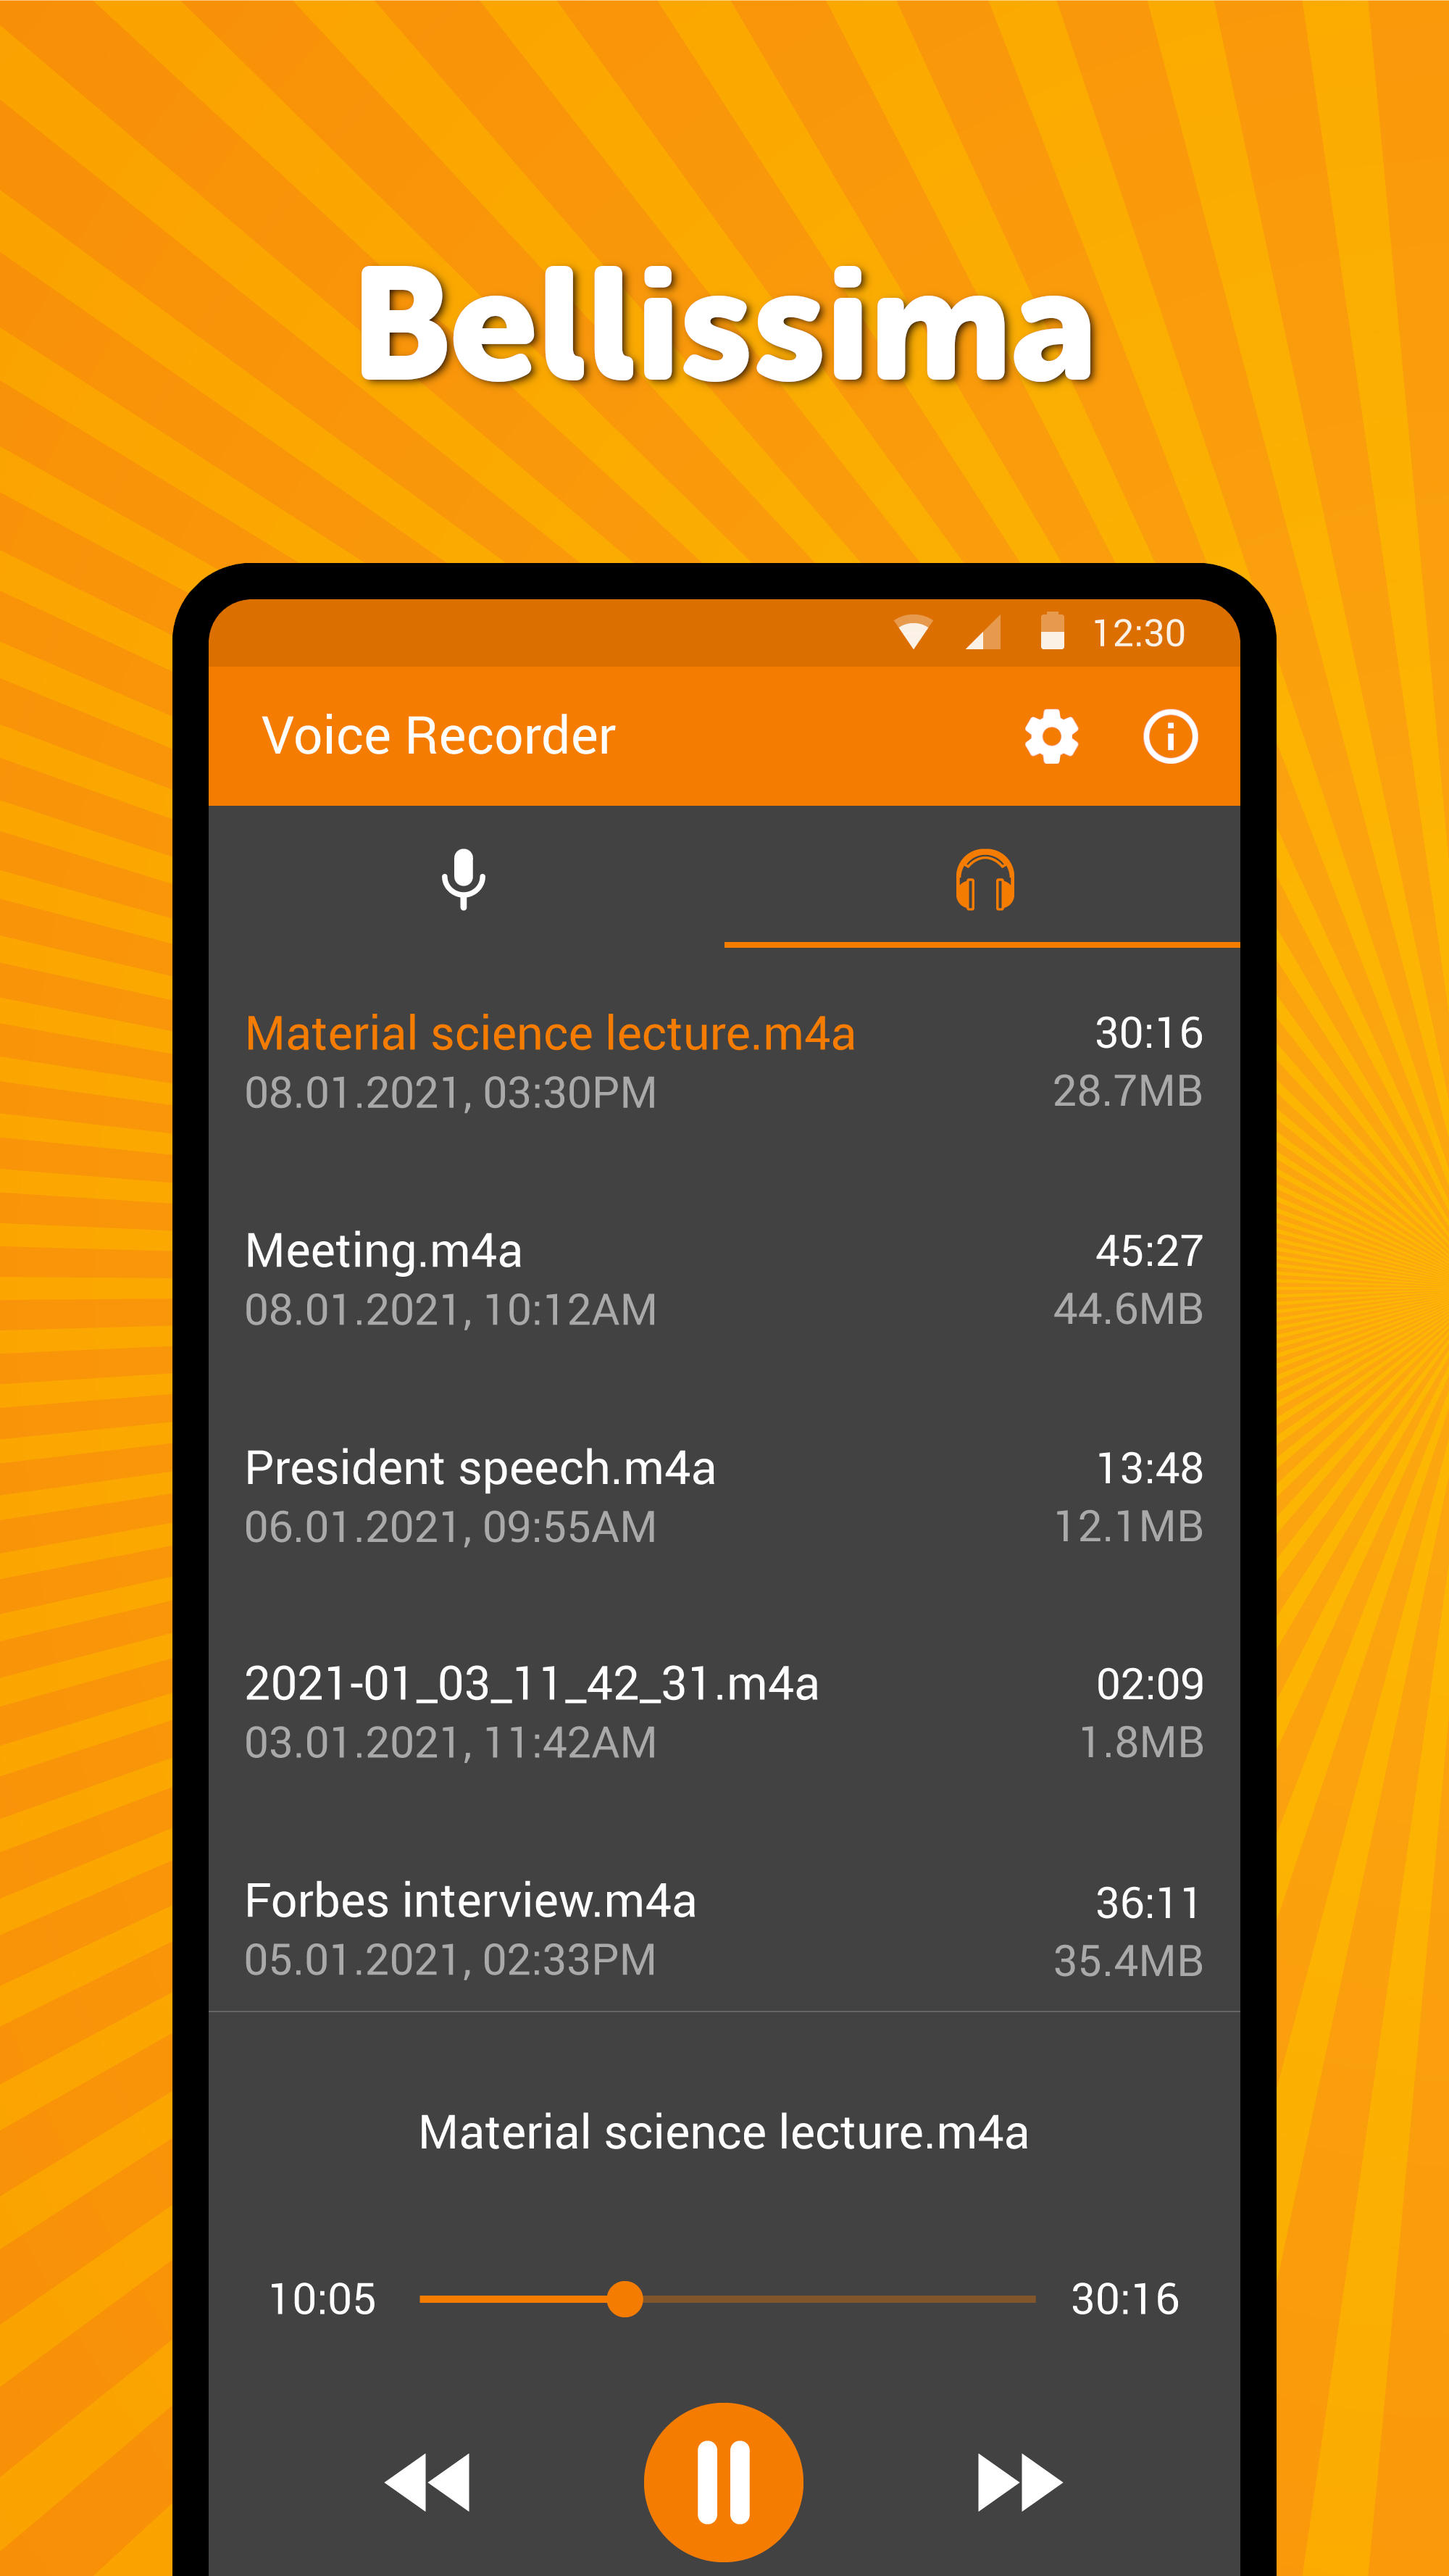 Bellissima
12:30
Voice Recorder
Material science lecture.m4a 30:16
08.01.2021, 03:30PM 28.7MB
Meeting.m4a 45:27
08.01.2021, 10:12AM 44.6MB
President speech.m4a 13:48
06.01.2021, 09:55AM 12.1MB
2021-01_03_11_42_31.m4a 02:09
03.01.2021, 11:42AM 1.8MB
Forbes interview.m4a 36:11
05.01.2021, 02:33PM 35.4MB
Material science lecture.m4a
10:05 30:16